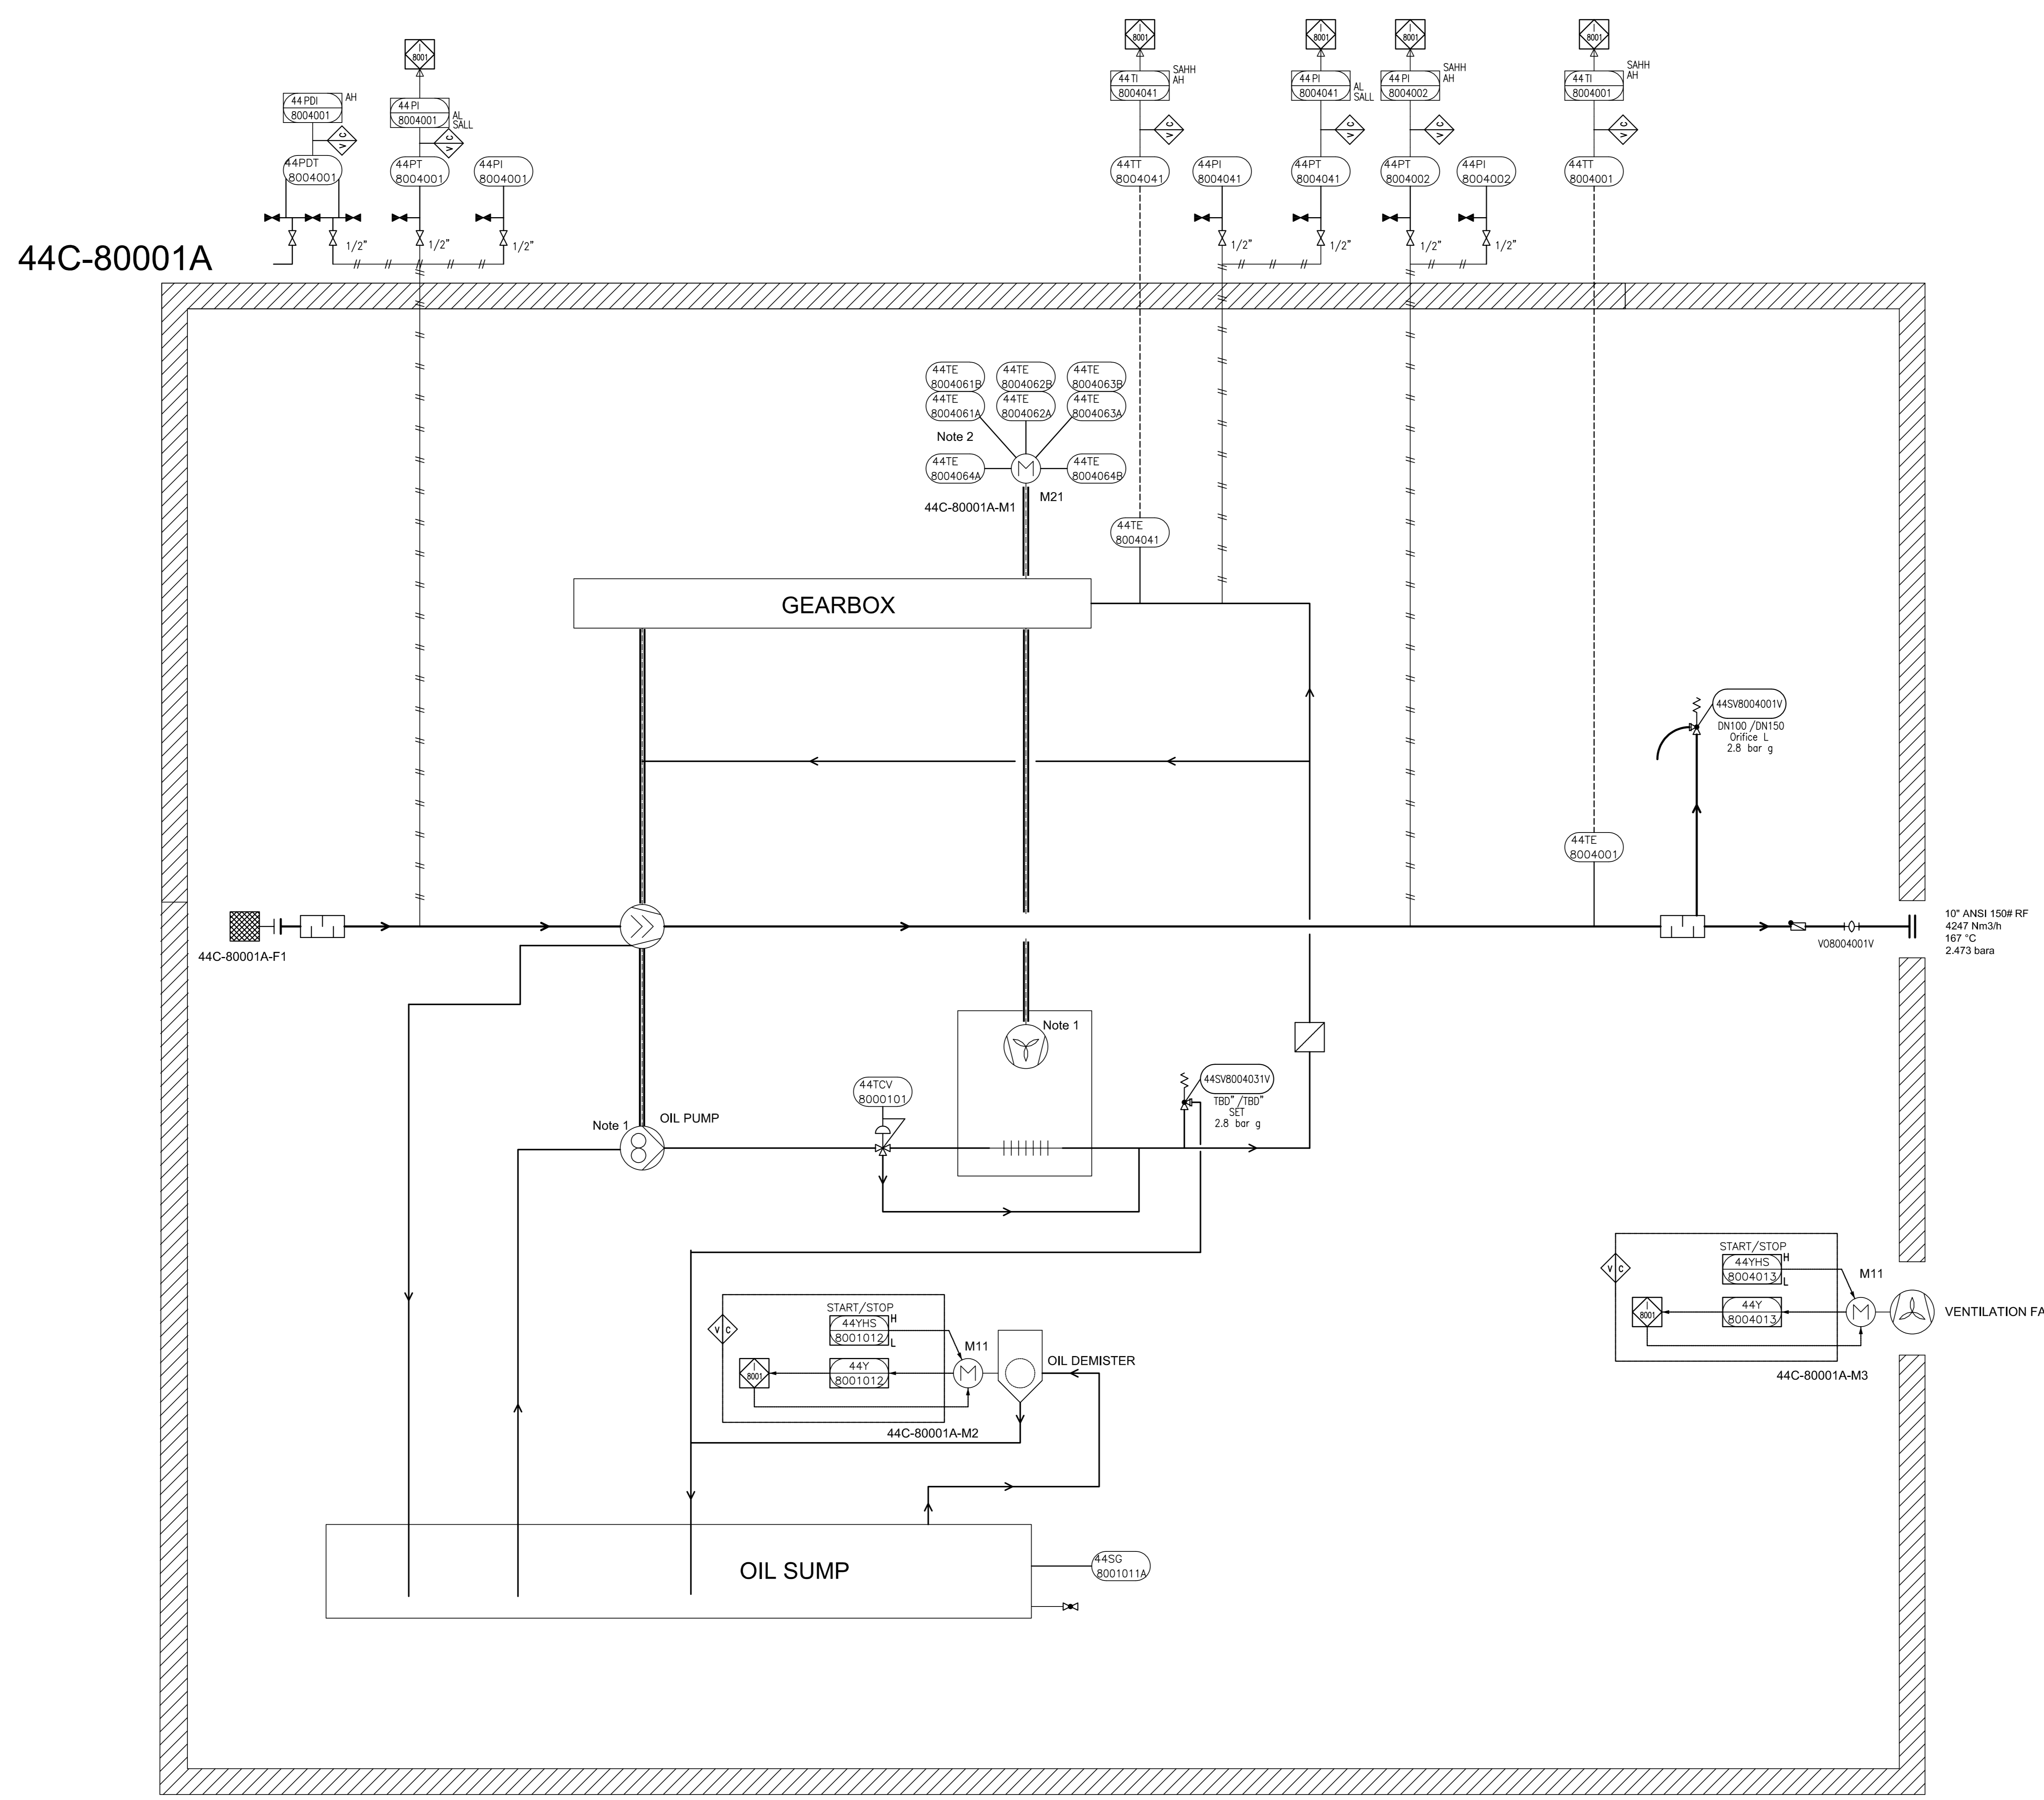 I
8001
I
8001
I
8001
I
8001
I
8001
44 PDI
8004001
AH
44 PI
8004001
AL
SALL
44 TI
8004041
SAHH
AH
44 PI
8004041
AL
SALL
44 PI
8004002
SAHH
AH
44 TI
8004001
SAHH
AH
V C
V C
V C
V C
V C
V C
44PDT
8004001
44PT
8004001
44PI
8004001
44TT
8004041
44PI
8004041
44PT
8004041
44PT
8004002
44PI
8004002
44TT
8004001
1/2"
1/2"
1/2"
1/2"
1/2"
1/2"
1/2"
44C-80001A
44TE
8004061B
44TE
8004062B
44TE
8004063B
44TE
8004061A
44TE
8004062A
44TE
8004063A
Note 2
44TE
8004064A
M
44TE
8004064B
M21
44C-80001A-M1
44TE
8004041
GEARBOX
44SV8004001V
DN100 /DN150
Orifice L
2.8 bar g
44TE
8004001
44C-80001A-F1
VO8004001V
10" ANSI 150# RF
4247 Nm3/h
167 °C
2.473 bara
Note 1
44TCV
8000101
44SV8004031V
TBD" /TBD"
SET
2.8 bar g
Note 1
OIL PUMP
START/STOP
44YHS
8004013
H
L
V C
I
8001
44Y
8004013
M11
M
VENTILATION FA
44C-80001A-M3
START/STOP
44YHS
8001012
H
L
V C
I
8001
44Y
8001012
M11
M
OIL DEMISTER
44C-80001A-M2
OIL SUMP
44SG
8001011A